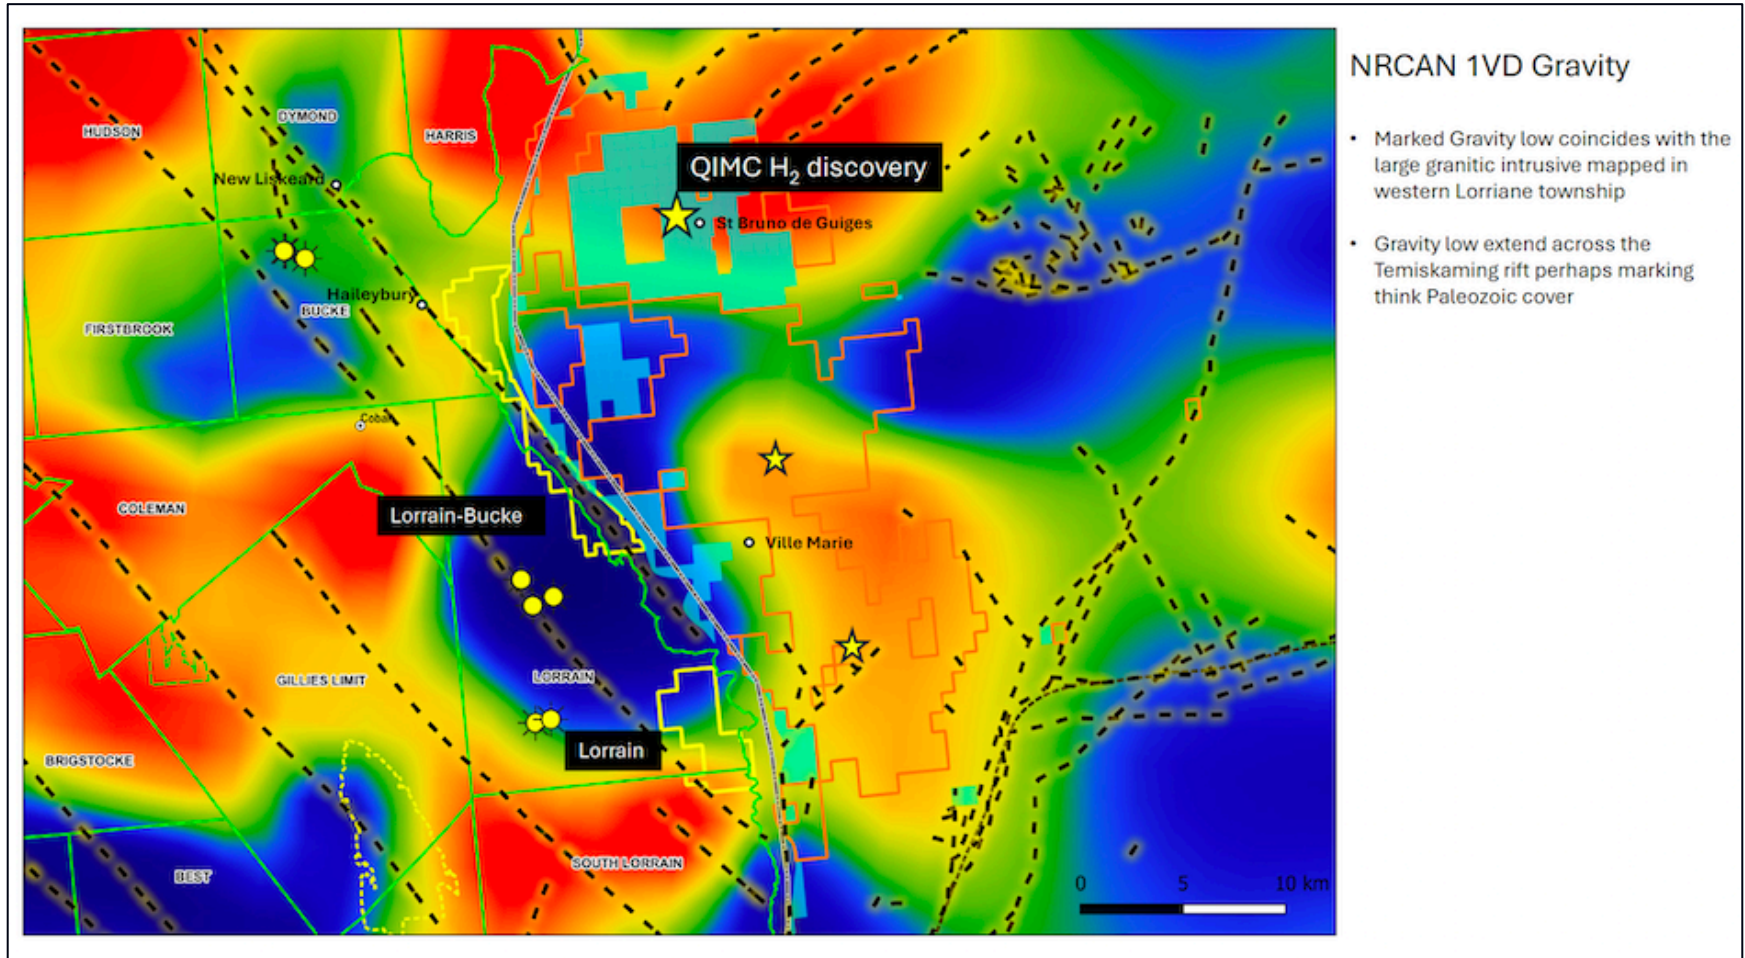 NRCAN 1VD Gravity
• Marked Gravity low coincides with the
large granitic intrusive mapped in
western Lorriane township
• Gravity low extend across the
Temiskaming rift perhaps marking
think Paleozoic cover
HUDSON
DYMOND
HARRIS
QIMC H₂ discovery
New Liskeard
St Bruno de Guiges
Haileybury
BUCKE
FIRSTBROOK
Cobalt
COLEMAN
Lorrain-Bucke
Ville Marie
GILLIES LIMIT
LORRAIN
Lorrain
BRIGSTOCKE
SOUTH LORRAIN
BEST
0 5 10 km